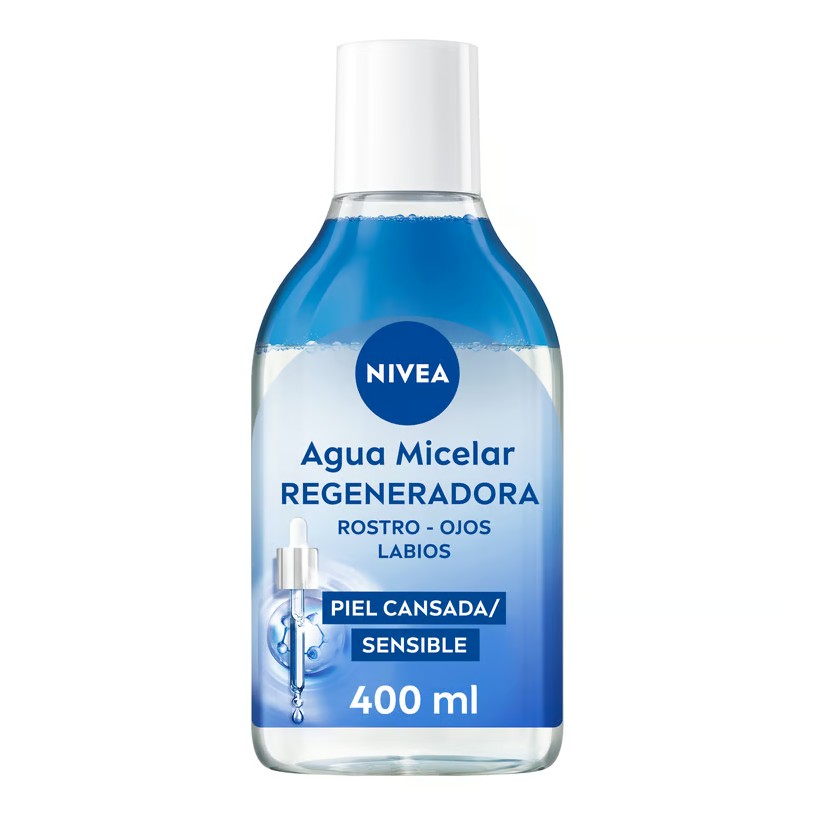 NIVEA
Agua Micelar
REGENERADORA
ROSTRO - OJOS
LABIOS
PIEL CANSADA/
SENSIBLE
400 ml